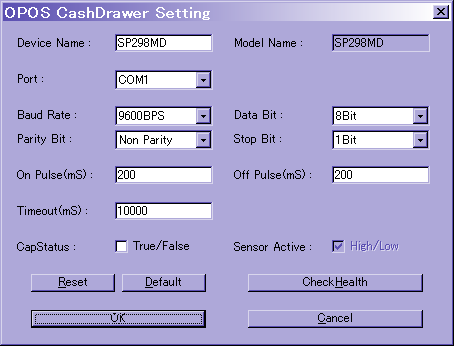 OPOS CashDrawer Setting
Device Name : SP298MD Model Name : SP298MD
Port : COM1
Baud Rate : 9600BPS Data Bit : 8Bit
Parity Bit : Non Parity Stop Bit : 1Bit
On Pulse(mS) : 200 Off Pulse(mS) : 200
Timeout(mS) : 10000
CapStatus : True/False Sensor Active : High/Low
Reset Default CheckHealth
OK Cancel